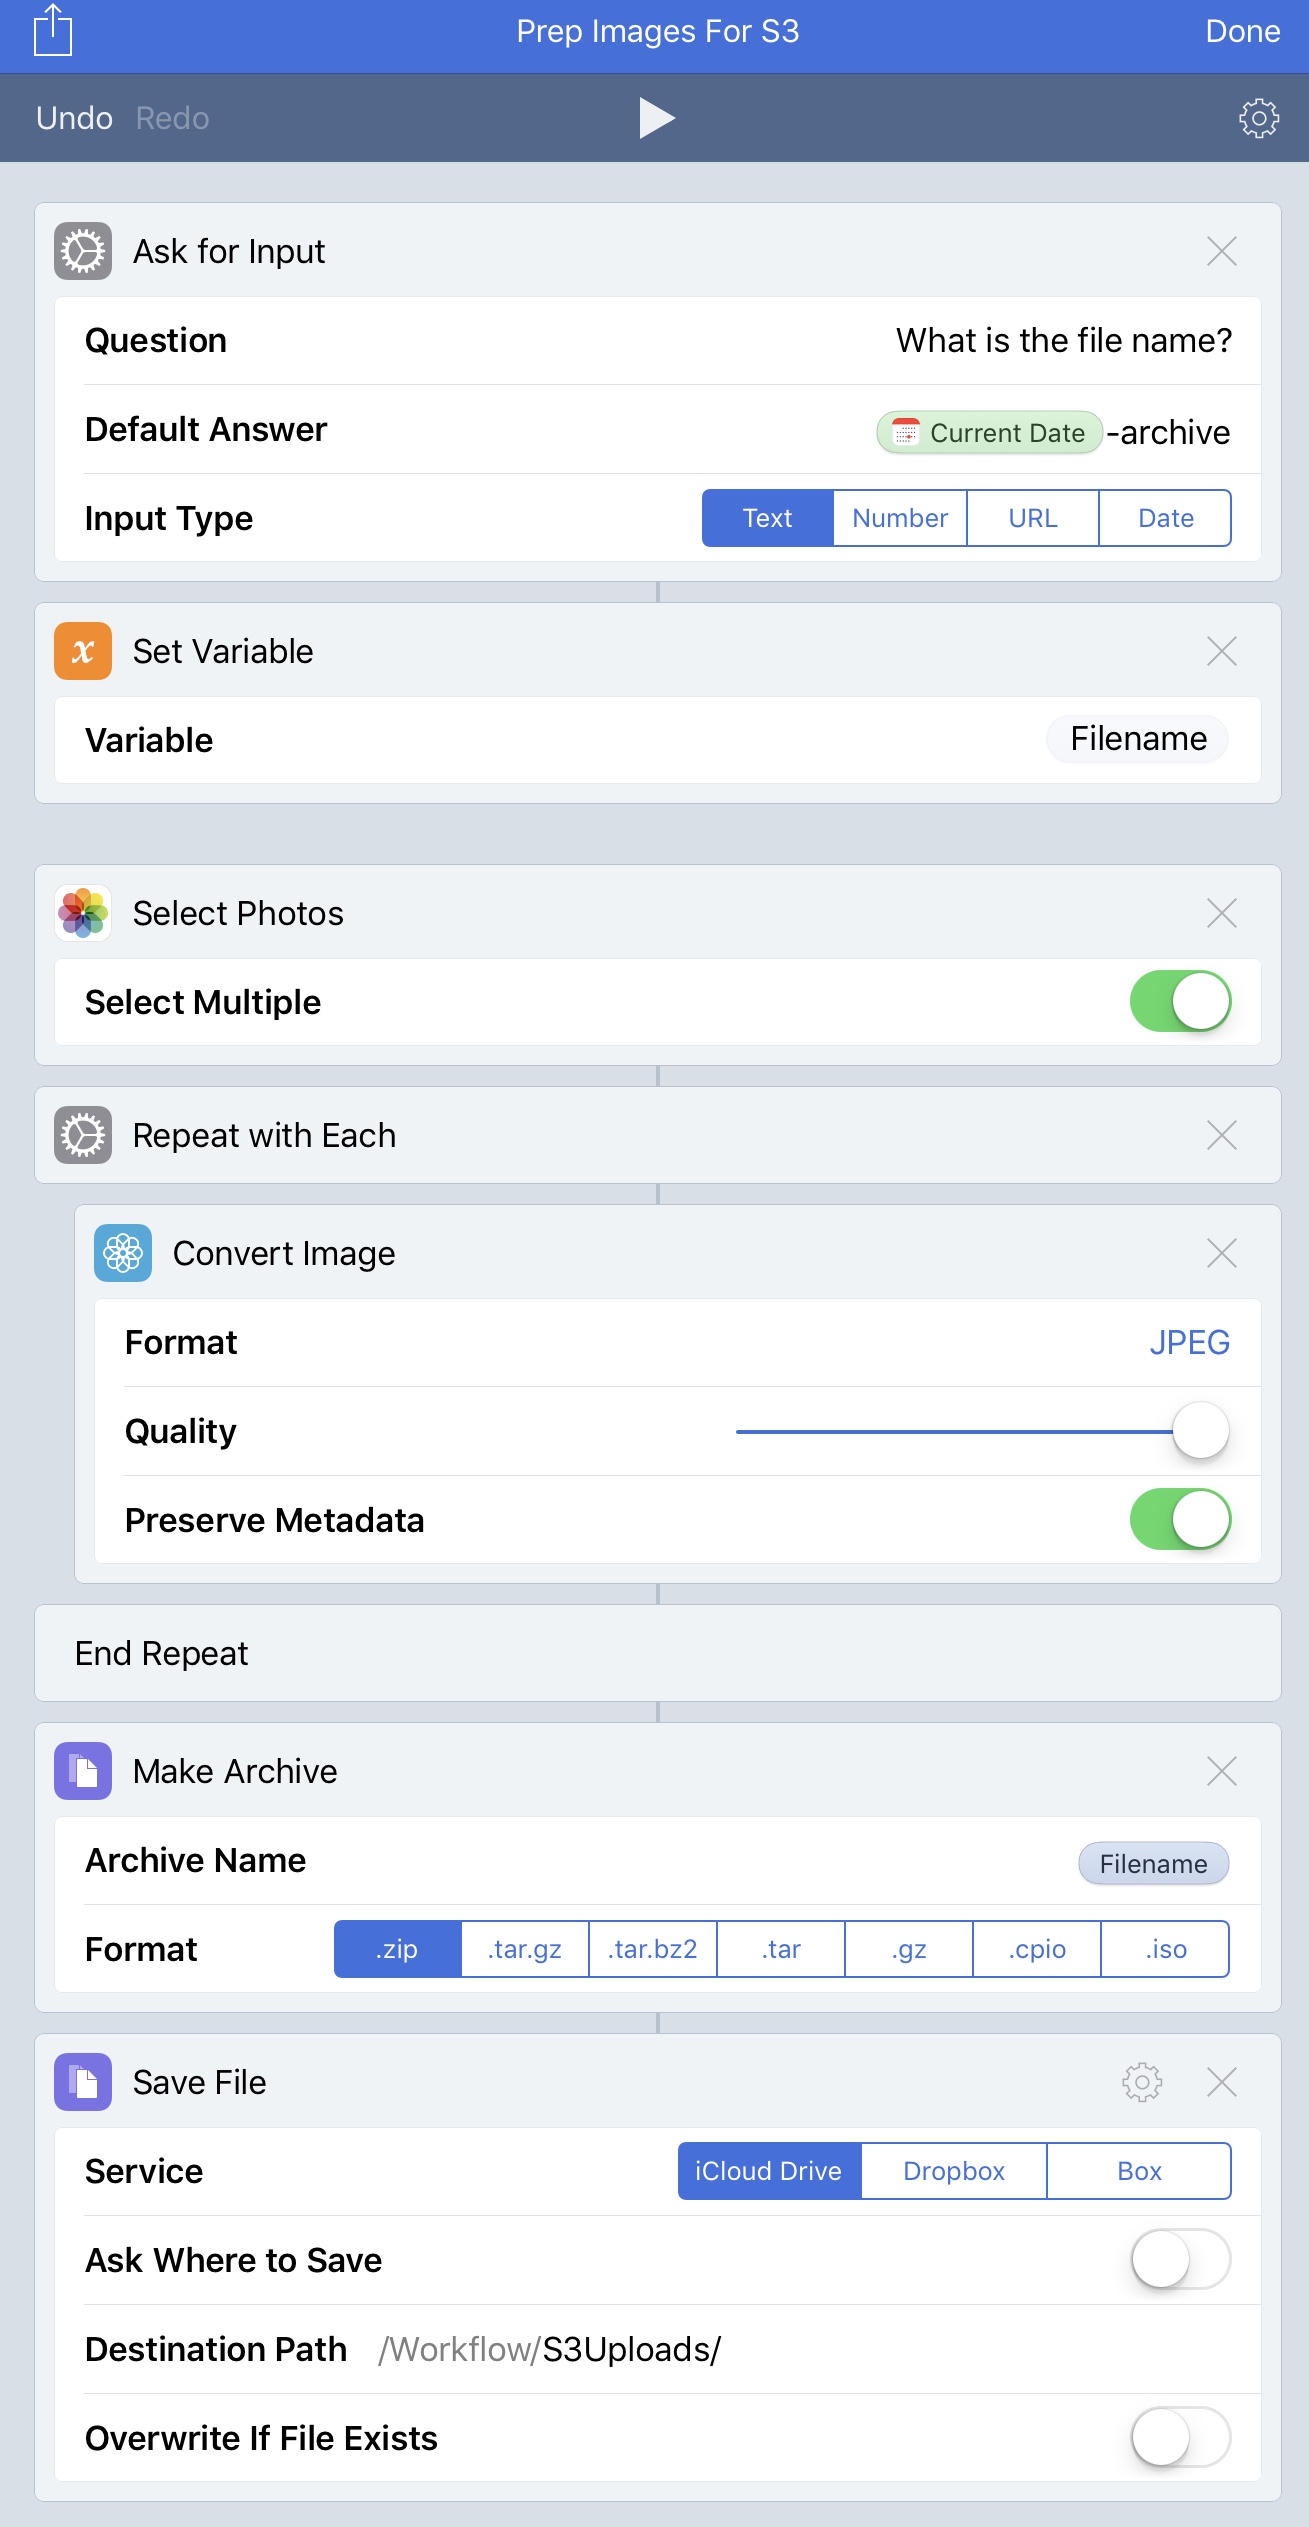 Prep Images For S3 Done
Undo Redo
Ask for Input
Question What is the file name?
Default Answer Current Date -archive
Input Type Text Number URL Date
x Set Variable
Variable Filename
Select Photos
Select Multiple
Repeat with Each
Convert Image
Format JPEG
Quality
Preserve Metadata
End Repeat
Make Archive
Archive Name Filename
Format .zip .tar.gz .tar.bz2 .tar .gz .cpio .iso
Save File
Service iCloud Drive Dropbox Box
Ask Where to Save
Destination Path /Workflow/S3Uploads/
Overwrite If File Exists